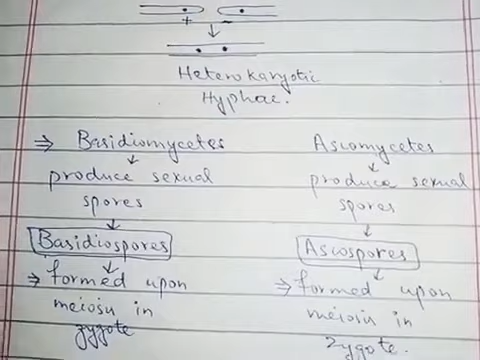 + -
Heterokaryotic
Hyphae.
⇒ Basidiomycetes
produce sexual
spores
Basidiospores
⇒ formed upon
meiosis in
zygote
Ascomycetes
produce sexual
spores
Ascospores
⇒ formed upon
meiosis in
zygote.